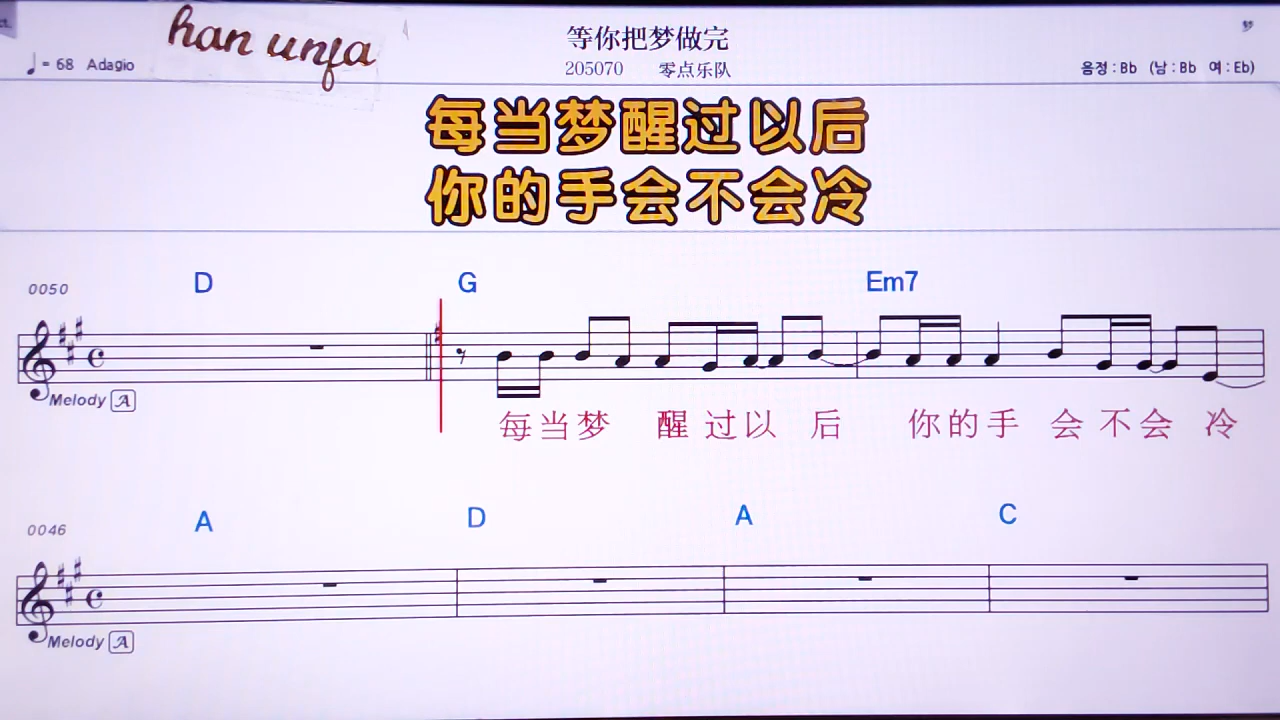 han unfa
等你把梦做完
= 68 Adagio
205070 零点乐队
음정 : Bb (남 : Bb 여 : Eb)
每当梦醒过以后
你的手会不会冷
0050 D G Em7
Melody A
每当梦 醒过以 后 你的手 会不会 冷
0046 A D A C
Melody A